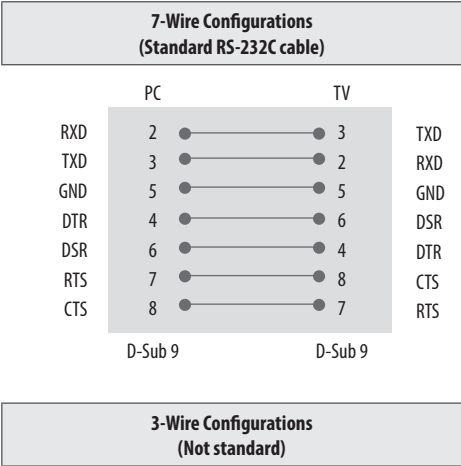 7-Wire Configurations
(Standard RS-232C cable)
PC TV
RXD 2 3 TXD
TXD 3 2 RXD
GND 5 5 GND
DTR 4 6 DSR
DSR 6 4 DTR
RTS 7 8 CTS
CTS 8 7 RTS
D-Sub 9 D-Sub 9
3-Wire Configurations
(Not standard)